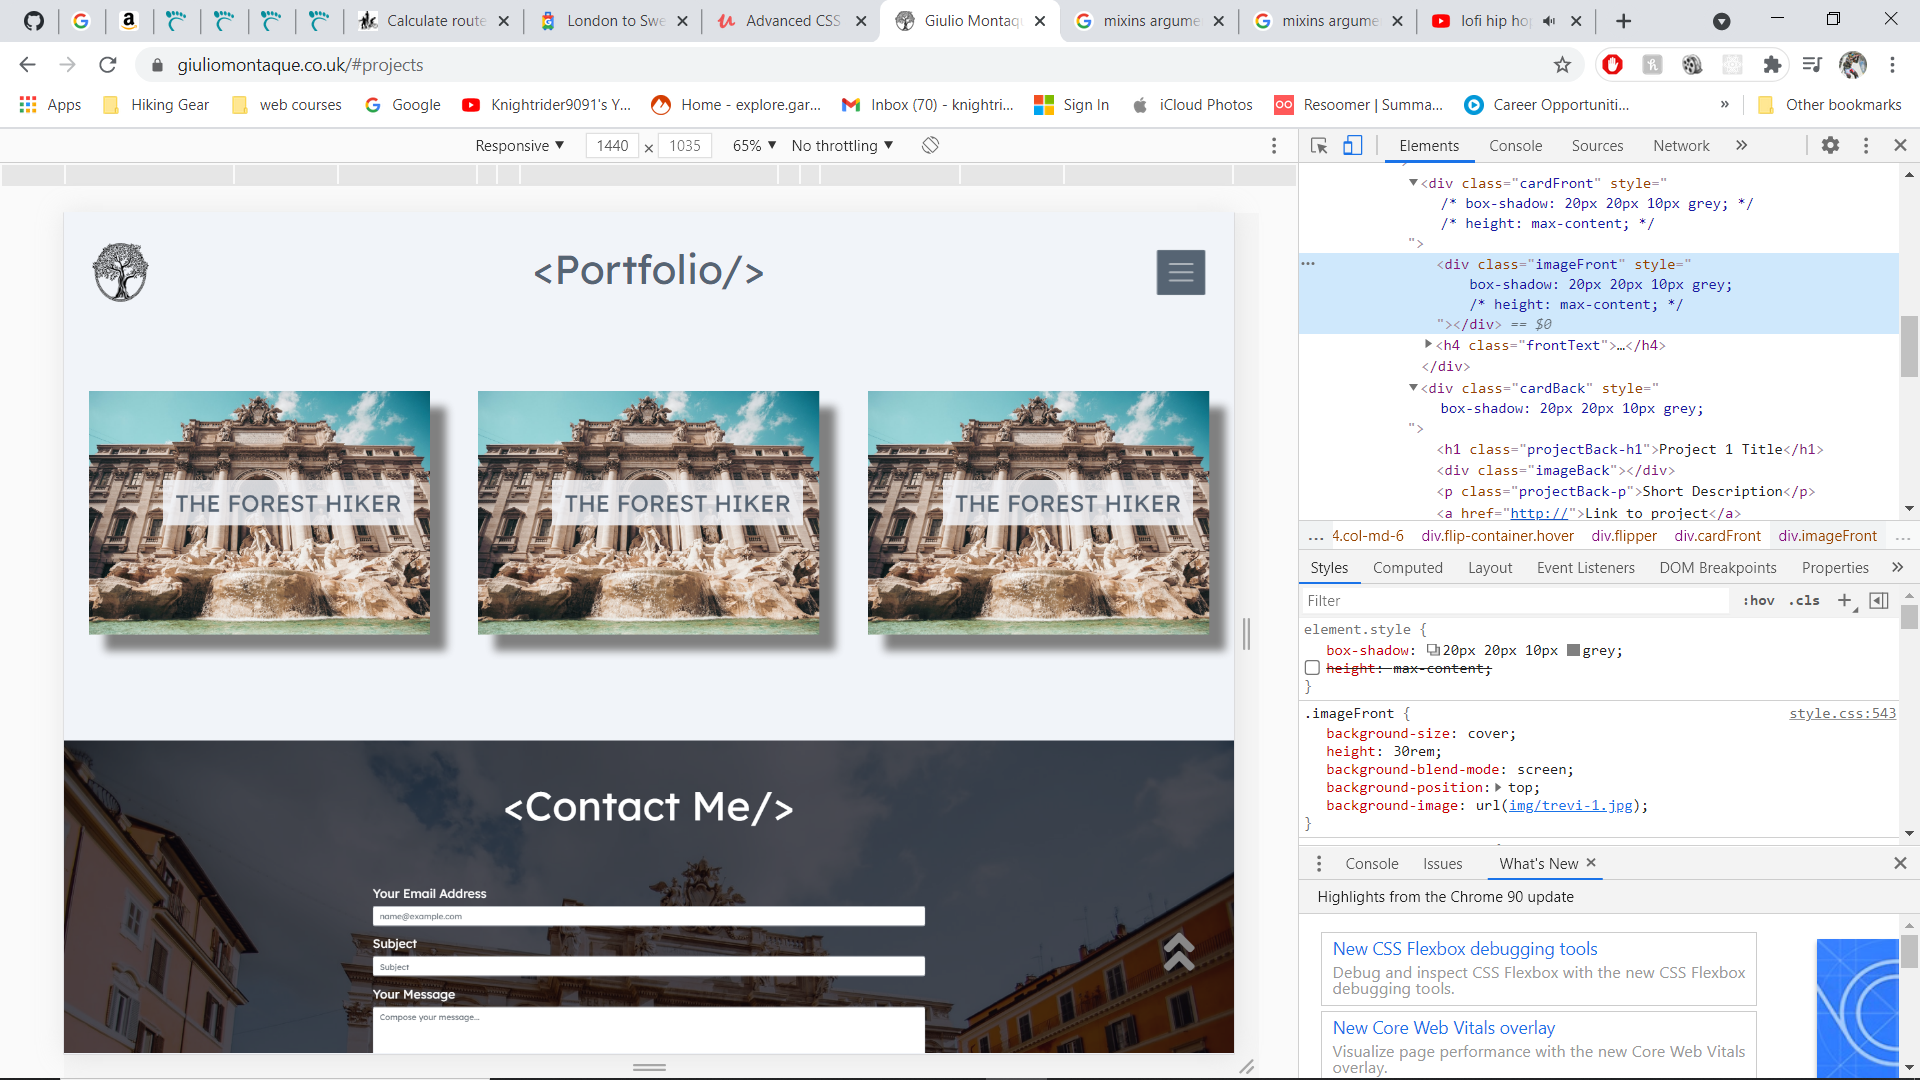 Calculate route
London to Swe
Advanced CSS
Giulio Montaqu
mixins argume
mixins argume
lofi hip hop
giuliomontaque.co.uk/#projects
Apps
Hiking Gear
web courses
Google
Knightrider9091's Y...
Home - explore.gar...
Inbox (70) - knightri...
Sign In
iCloud Photos
Resoomer | Summa...
Career Opportuniti...
»
Other bookmarks
Responsive ▼ 1440 × 1035 65% ▼ No throttling ▼
Elements Console Sources Network »
<Portfolio/>
THE FOREST HIKER
THE FOREST HIKER
THE FOREST HIKER
<Contact Me/>
Your Email Address
name@example.com
Subject
Subject
Your Message
Compose your message...
▼<div class="cardFront" style="
/* box-shadow: 20px 20px 10px grey; */
/* height: max-content; */
">
<div class="imageFront" style="
box-shadow: 20px 20px 10px grey;
/* height: max-content; */
"></div> == $0
▶<h4 class="frontText">…</h4>
</div>
▼<div class="cardBack" style="
box-shadow: 20px 20px 10px grey;
">
<h1 class="projectBack-h1">Project 1 Title</h1>
<div class="imageBack"></div>
<p class="projectBack-p">Short Description</p>
<a href="http://">Link to project</a>
... 4.col-md-6 div.flip-container.hover div.flipper div.cardFront div.imageFront ...
Styles Computed Layout Event Listeners DOM Breakpoints Properties »
Filter :hov .cls +
element.style {
box-shadow: 20px 20px 10px grey;
height: max-content;
}
.imageFront { style.css:543
background-size: cover;
height: 30rem;
background-blend-mode: screen;
background-position:▶ top;
background-image: url(img/trevi-1.jpg);
}
Console Issues What's New ×
Highlights from the Chrome 90 update
New CSS Flexbox debugging tools
Debug and inspect CSS Flexbox with the new CSS Flexbox
debugging tools.
New Core Web Vitals overlay
Visualize page performance with the new Core Web Vitals
overlay.